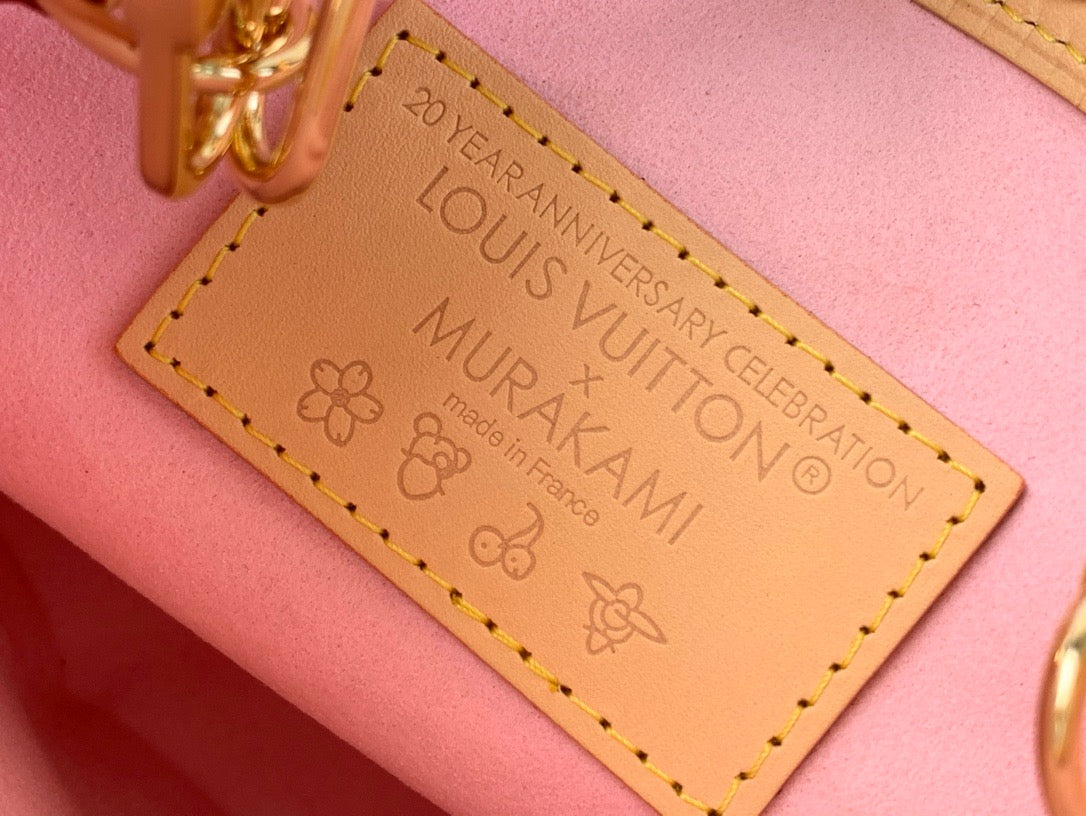 20 YEAR ANNIVERSARY CELEBRATION
LOUIS VUITTON®
x
MURAKAMI
made in France